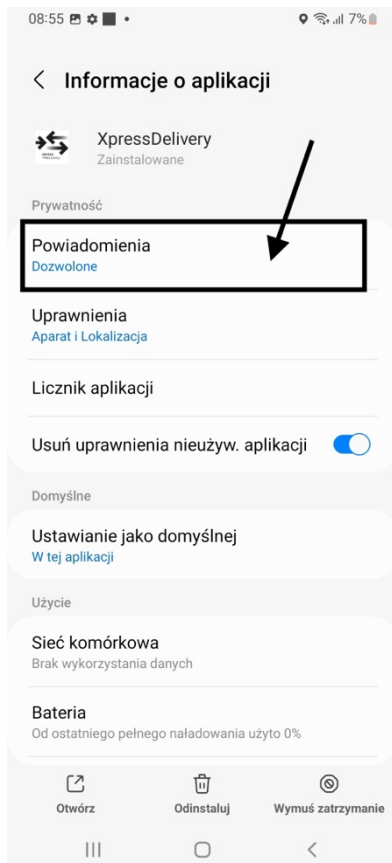 08:55 7%
Informacje o aplikacji
XpressDelivery
Zainstalowane
Prywatność
Powiadomienia
Dozwolone
Uprawnienia
Aparat i Lokalizacja
Licznik aplikacji
Usuń uprawnienia nieużyw. aplikacji
Domyślne
Ustawianie jako domyślnej
W tej aplikacji
Użycie
Sieć komórkowa
Brak wykorzystania danych
Bateria
Od ostatniego pełnego naładowania użyto 0%
Otwórz Odinstaluj Wymuś zatrzymanie